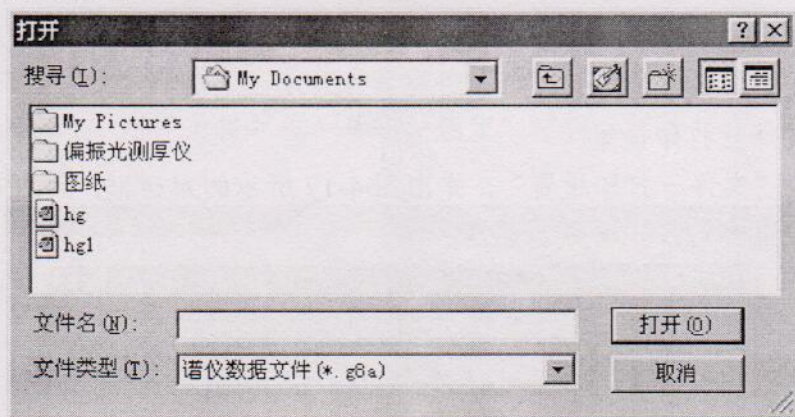 打开
搜寻(I): My Documents
My Pictures
偏振光测厚仪
图纸
hg
hg1
文件名(N): 打开(O)
文件类型(T): 谱仪数据文件(*.g8a) 取消